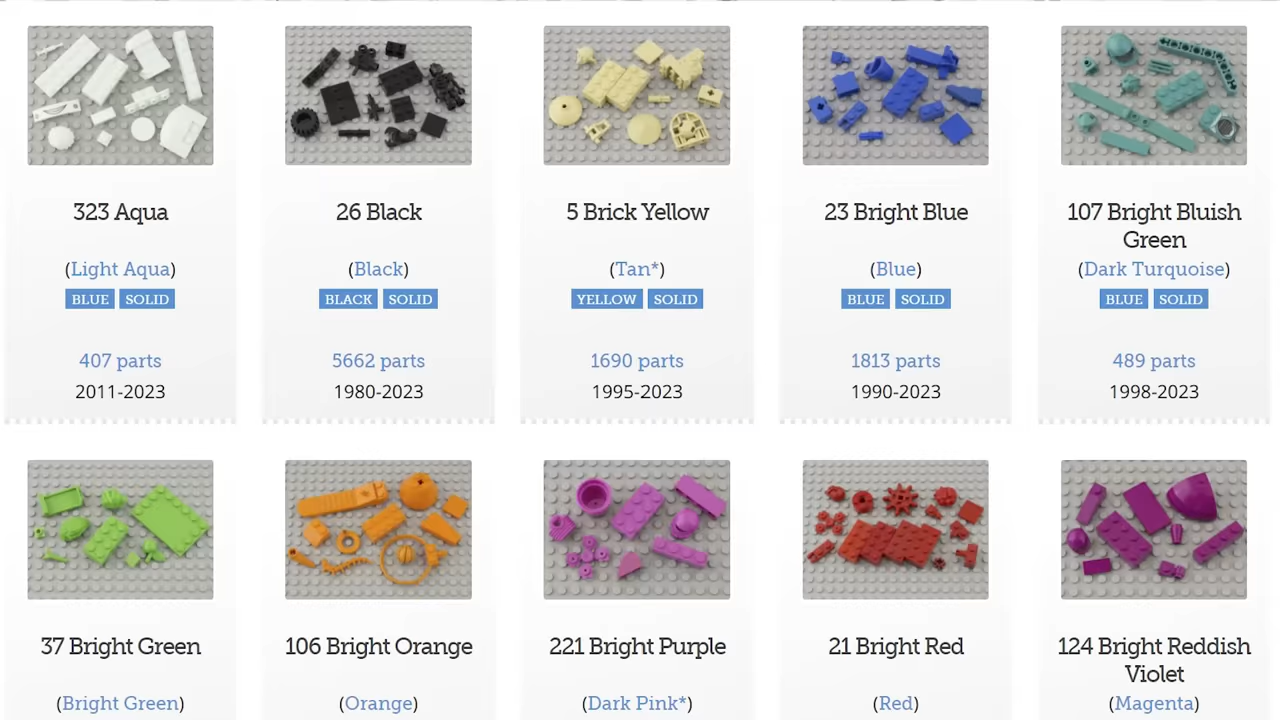 323 Aqua
26 Black
5 Brick Yellow
23 Bright Blue
107 Bright Bluish
Green
(Light Aqua)
(Black)
(Tan*)
(Blue)
(Dark Turquoise)
BLUE SOLID
BLACK SOLID
YELLOW SOLID
BLUE SOLID
BLUE SOLID
407 parts
5662 parts
1690 parts
1813 parts
489 parts
2011-2023
1980-2023
1995-2023
1990-2023
1998-2023
37 Bright Green
106 Bright Orange
221 Bright Purple
21 Bright Red
124 Bright Reddish
Violet
(Bright Green)
(Orange)
(Dark Pink*)
(Red)
(Magenta)